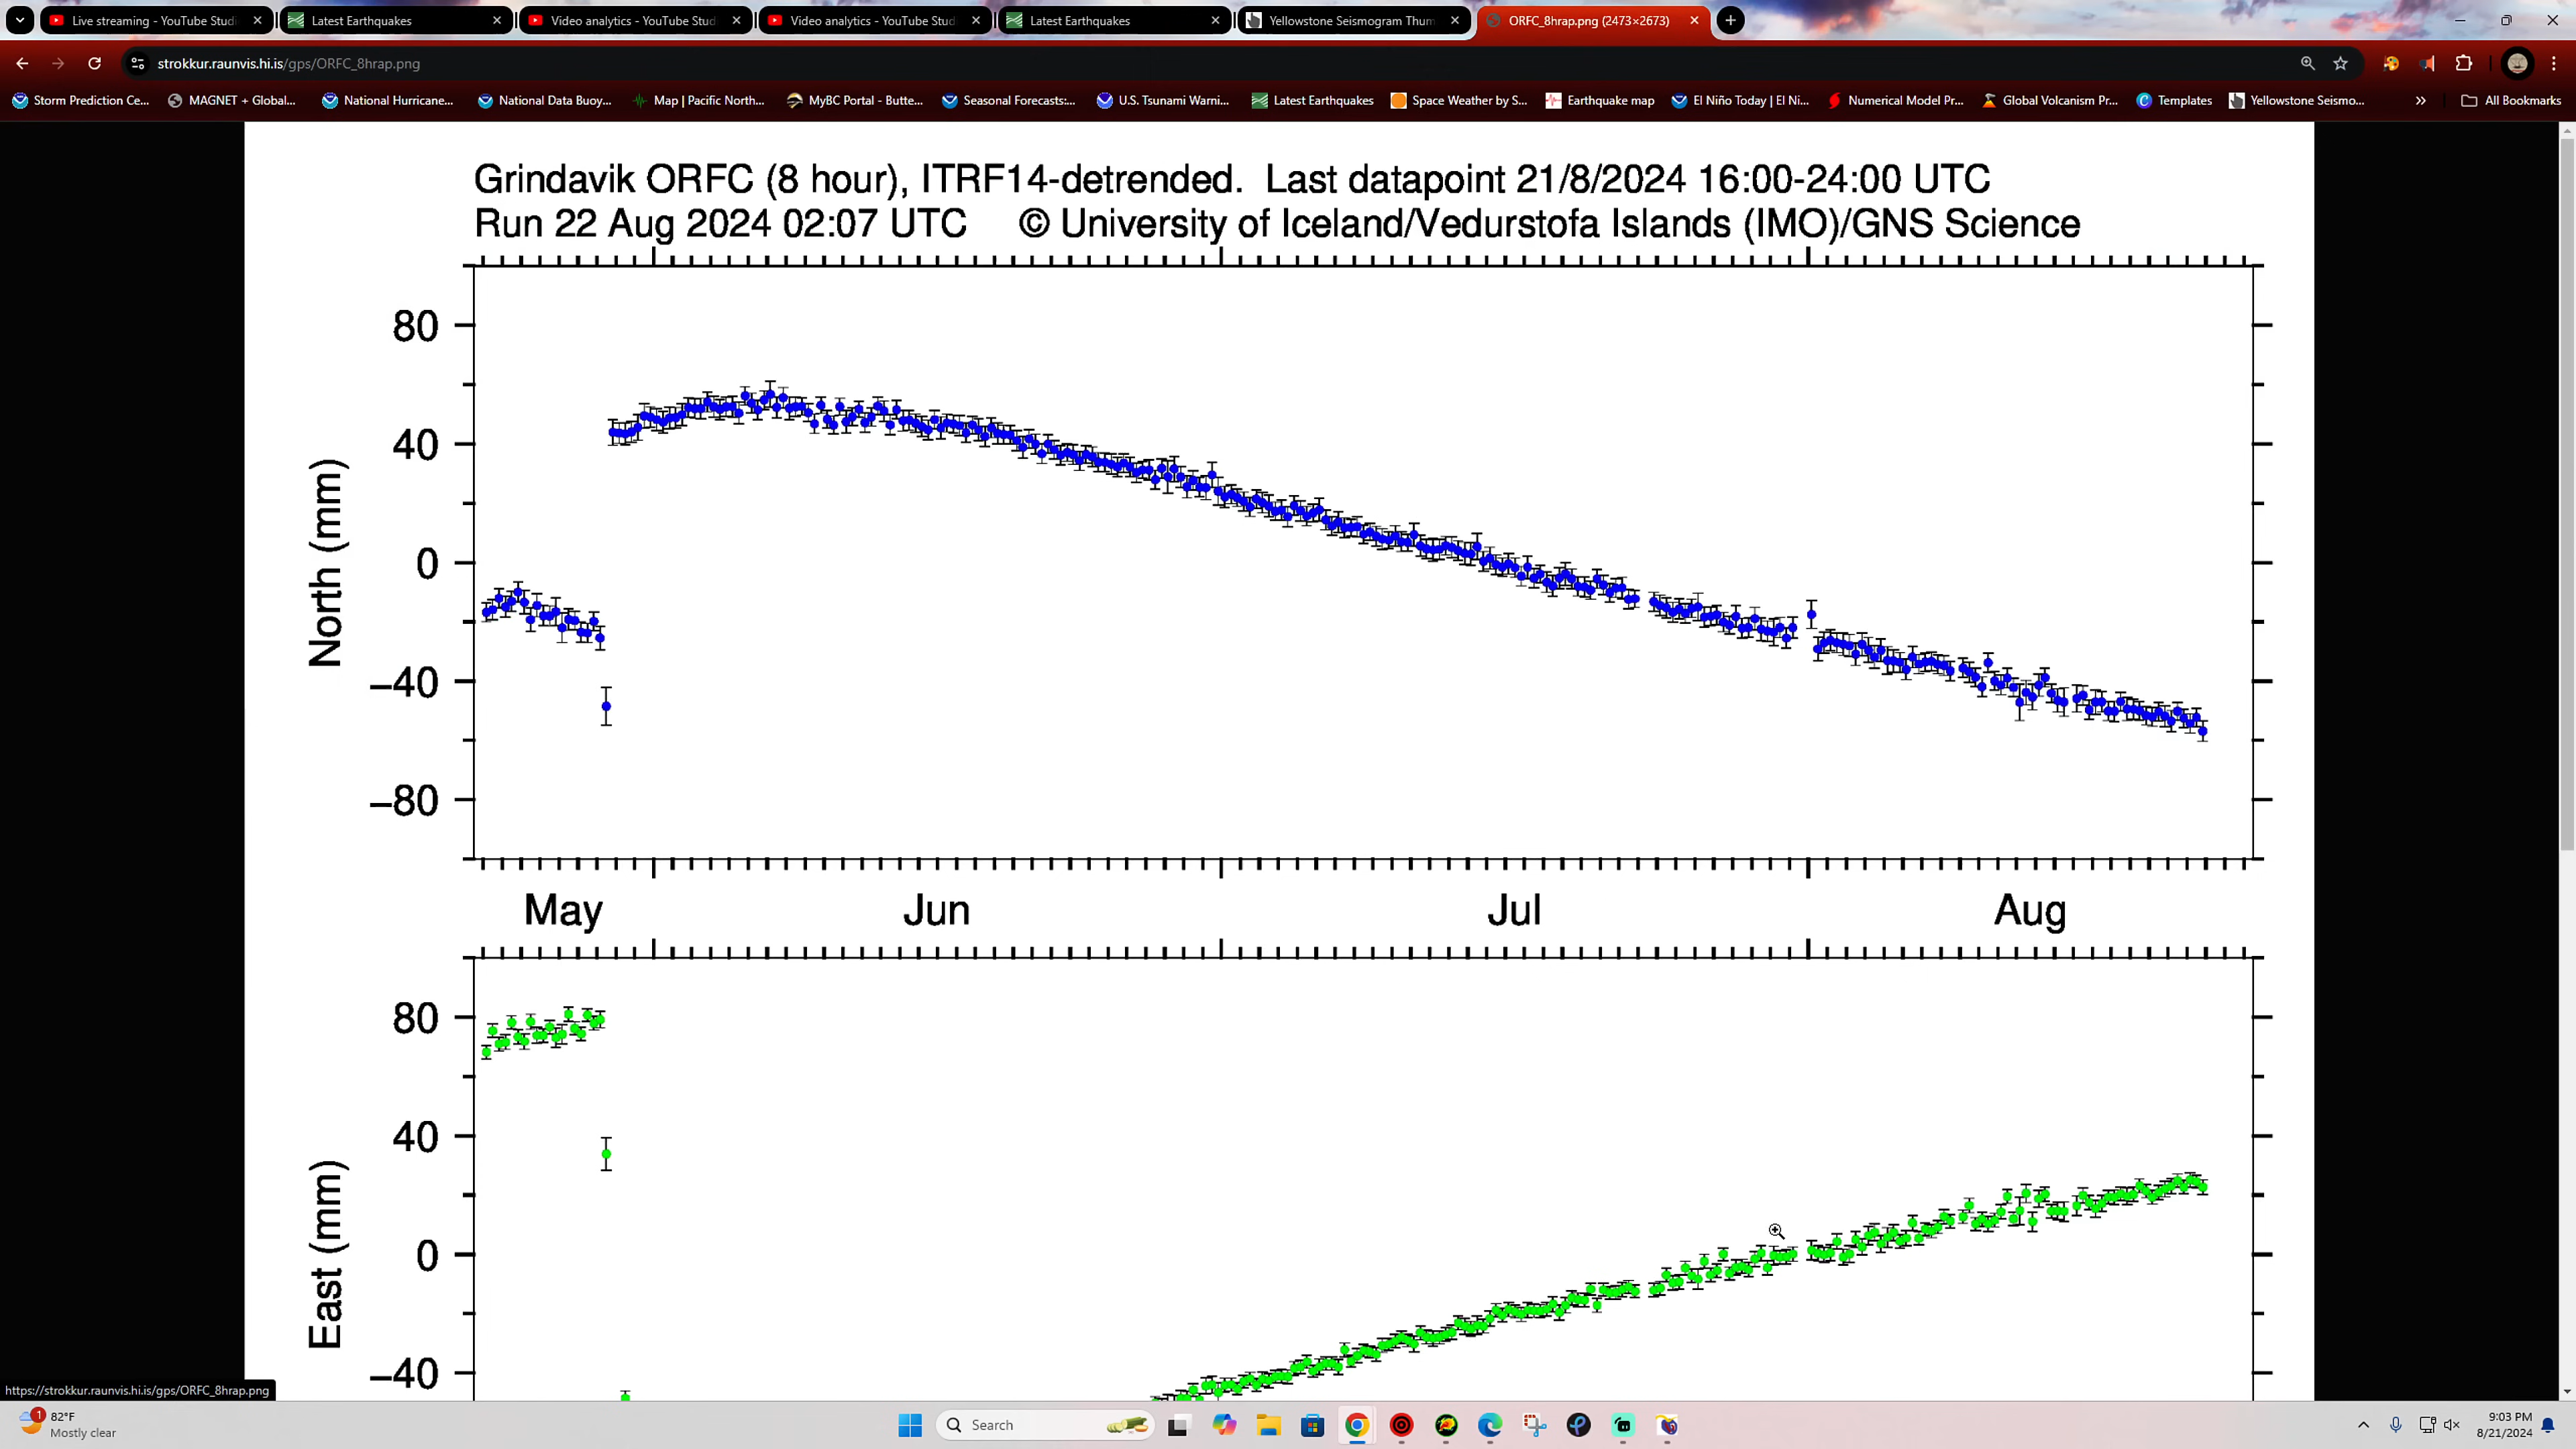 Live streaming - YouTube Studi
Latest Earthquakes
Video analytics - YouTube Studi
Video analytics - YouTube Studi
Latest Earthquakes
Yellowstone Seismogram Thum
ORFC_8hrap.png (2473×2673)
strokkur.raunvis.hi.is/gps/ORFC_8hrap.png
Storm Prediction Ce...
MAGNET + Global...
National Hurricane...
National Data Buoy...
Map | Pacific North...
MyBC Portal - Butte...
Seasonal Forecasts:...
U.S. Tsunami Warni...
Latest Earthquakes
Space Weather by S...
Earthquake map
El Niño Today | El Ni...
Numerical Model Pr...
Global Volcanism Pr...
Templates
Yellowstone Seismo...
»
All Bookmarks
Grindavik ORFC (8 hour), ITRF14-detrended. Last datapoint 21/8/2024 16:00-24:00 UTC
Run 22 Aug 2024 02:07 UTC © University of Iceland/Vedurstofa Islands (IMO)/GNS Science
North (mm)
80
40
0
−40
−80
May
Jun
Jul
Aug
East (mm)
80
40
0
−40
https://strokkur.raunvis.hi.is/gps/ORFC_8hrap.png
1
82°F
Mostly clear
Search
9:03 PM
8/21/2024